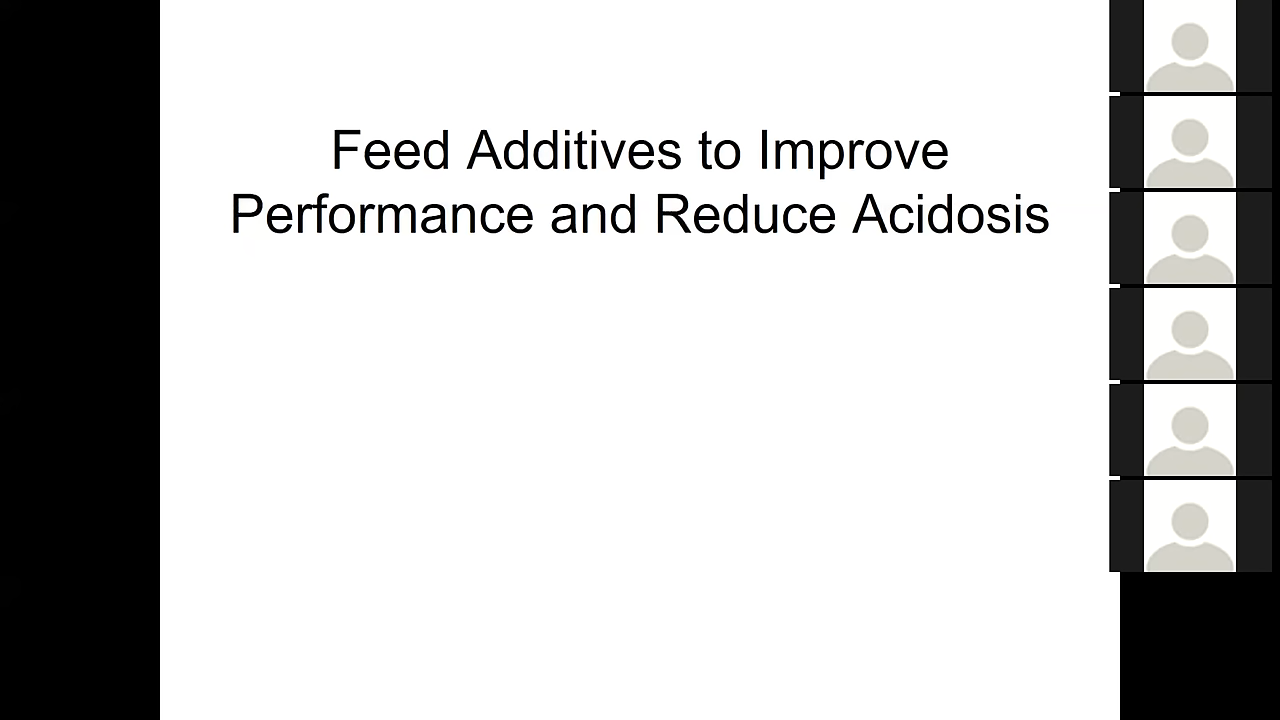 Feed Additives to Improve
Performance and Reduce Acidosis